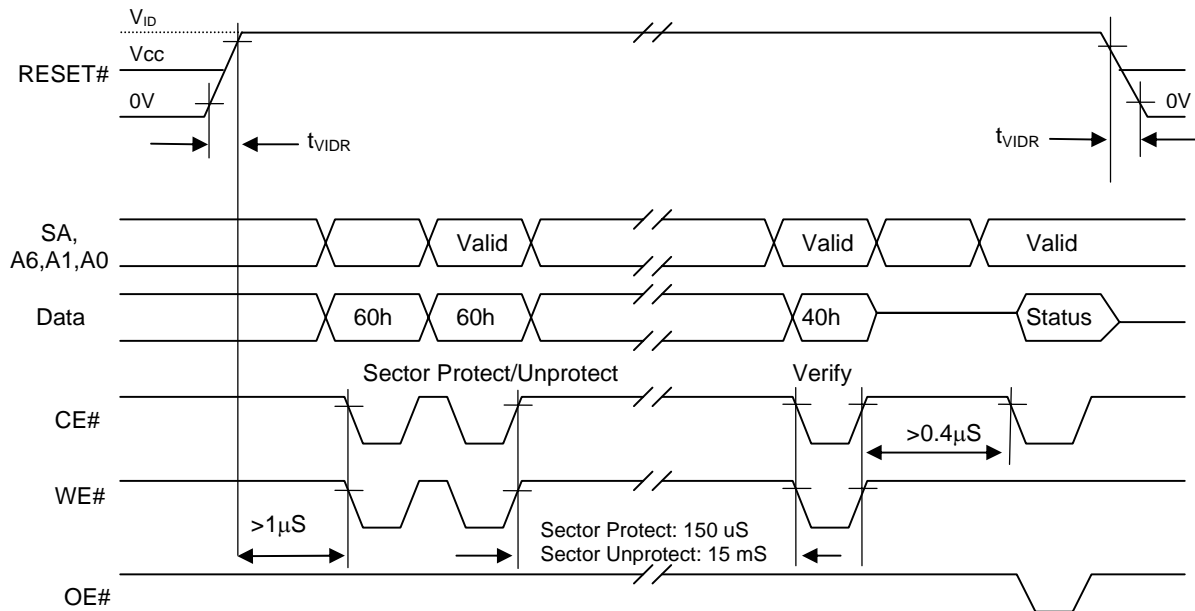 VID
Vcc
RESET#
0V
0V
tVIDR
tVIDR
SA,
A6,A1,A0
Valid
Valid
Valid
Data
60h
60h
40h
Status
Sector Protect/Unprotect
Verify
CE#
>0.4μS
WE#
>1μS
Sector Protect: 150 uS
Sector Unprotect: 15 mS
OE#